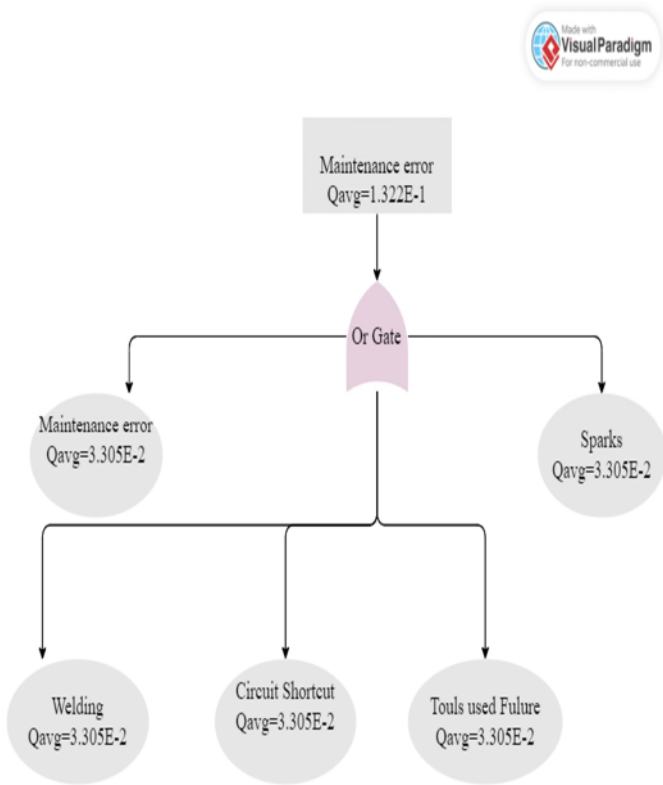 Made with
Visual Paradigm
For non-commercial use
Maintenance error
Qavg=1.322E-1
Or Gate
Maintenance error
Qavg=3.305E-2
Sparks
Qavg=3.305E-2
Welding
Qavg=3.305E-2
Circuit Shortcut
Qavg=3.305E-2
Touls used Fulure
Qavg=3.305E-2